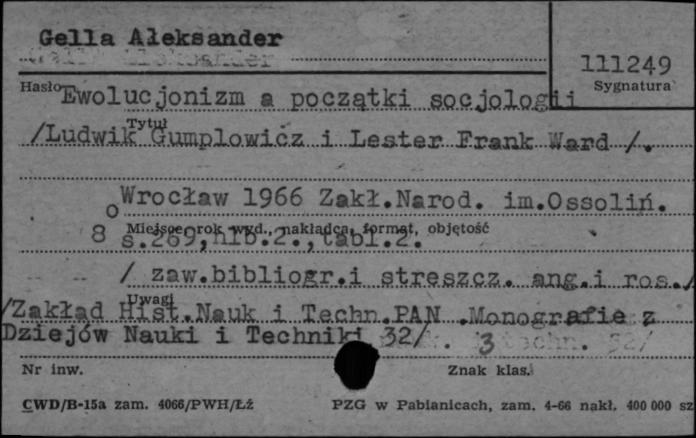 Gella Aleksander
111249
Hasło
Sygnatura
Ewolucjonizm a początki socjologii
Tytuł
/Ludwik Gumplowicz i Lester Frank Ward /.
Wrocław 1966 Zakł.Narod. im.Ossoliń.
Miejsce, rok wyd., nakładca, format, objętość
8o s.269,nlb.2.,tabl.2.
/ zaw.bibliogr.i streszcz. ang.i ros./
Uwagi
/Zakład Hist.Nauk i Techn.PAN .Monografie z
Dziejów Nauki i Techniki 32/. 3
Nr inw.
Znak klas.
CWD/B-15a zam. 4066/PWH/Łż
PZG w Pabianicach, zam. 4-66 nakł. 400 000 sz